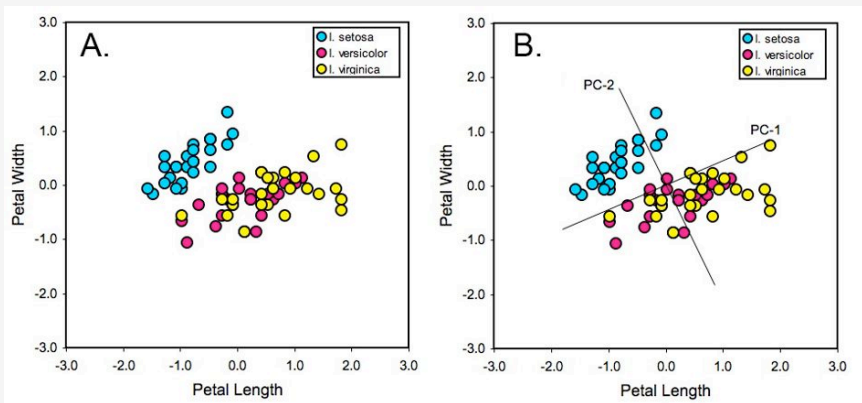 A.
I. setosa
I. versicolor
I. virginica
3.0
2.0
1.0
0.0
-1.0
-2.0
-3.0
-3.0 -2.0 -1.0 0.0 1.0 2.0 3.0
Petal Width
Petal Length
B.
I. setosa
I. versicolor
I. virginica
PC-2
PC-1
3.0
2.0
1.0
0.0
-1.0
-2.0
-3.0
-3.0 -2.0 -1.0 0.0 1.0 2.0 3.0
Petal Width
Petal Length